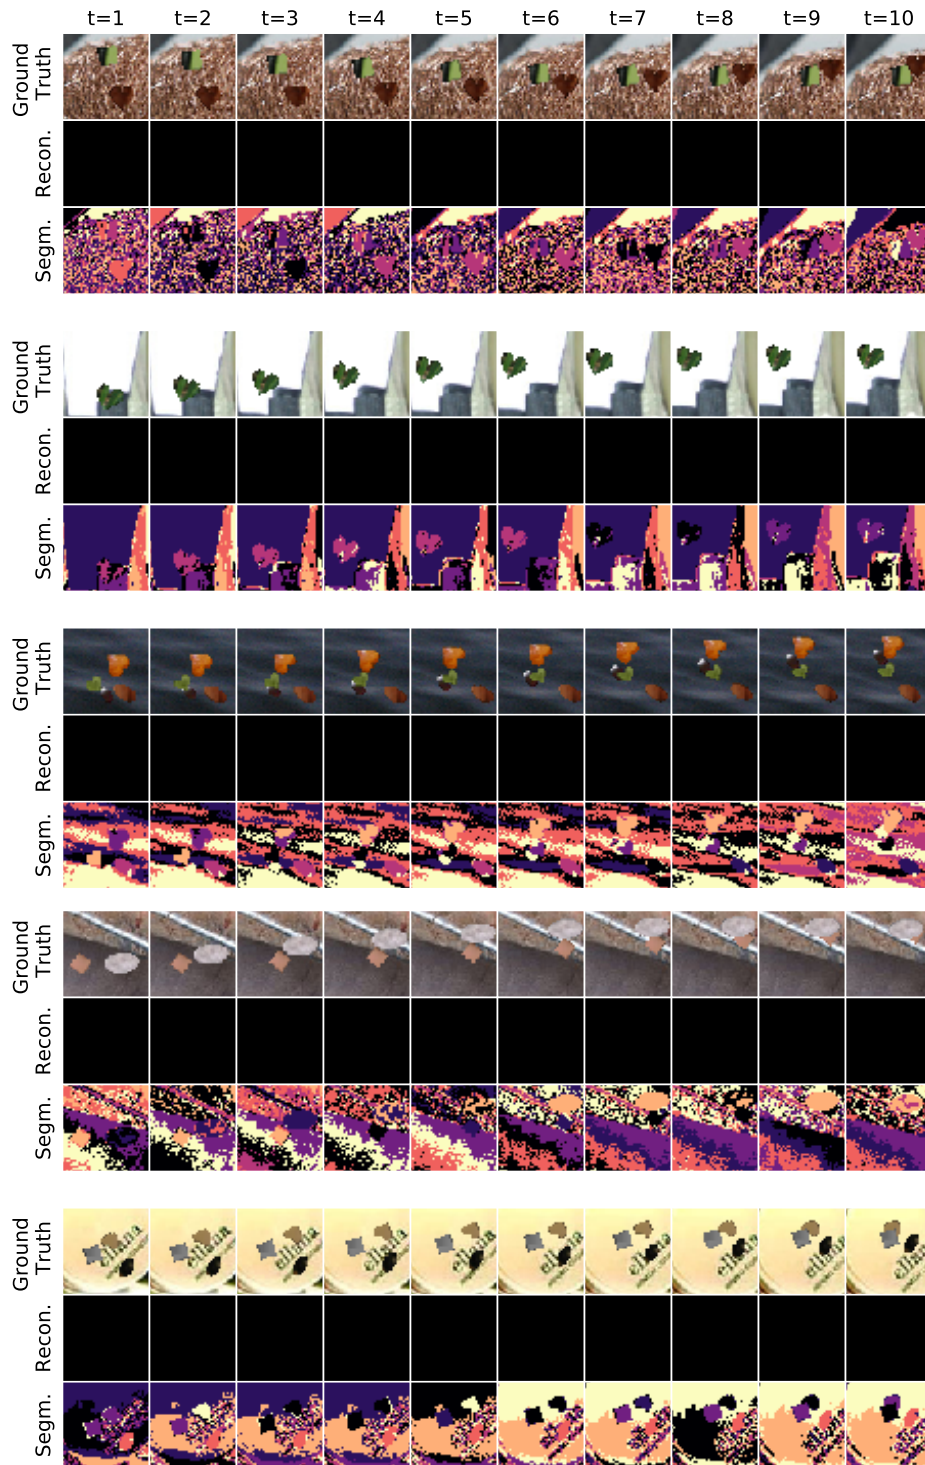 t=1 t=2 t=3 t=4 t=5 t=6 t=7 t=8 t=9 t=10
Ground
Truth
Recon.
Segm.
Ground
Truth
Recon.
Segm.
Ground
Truth
Recon.
Segm.
Ground
Truth
Recon.
Segm.
Ground
Truth
Recon.
Segm.